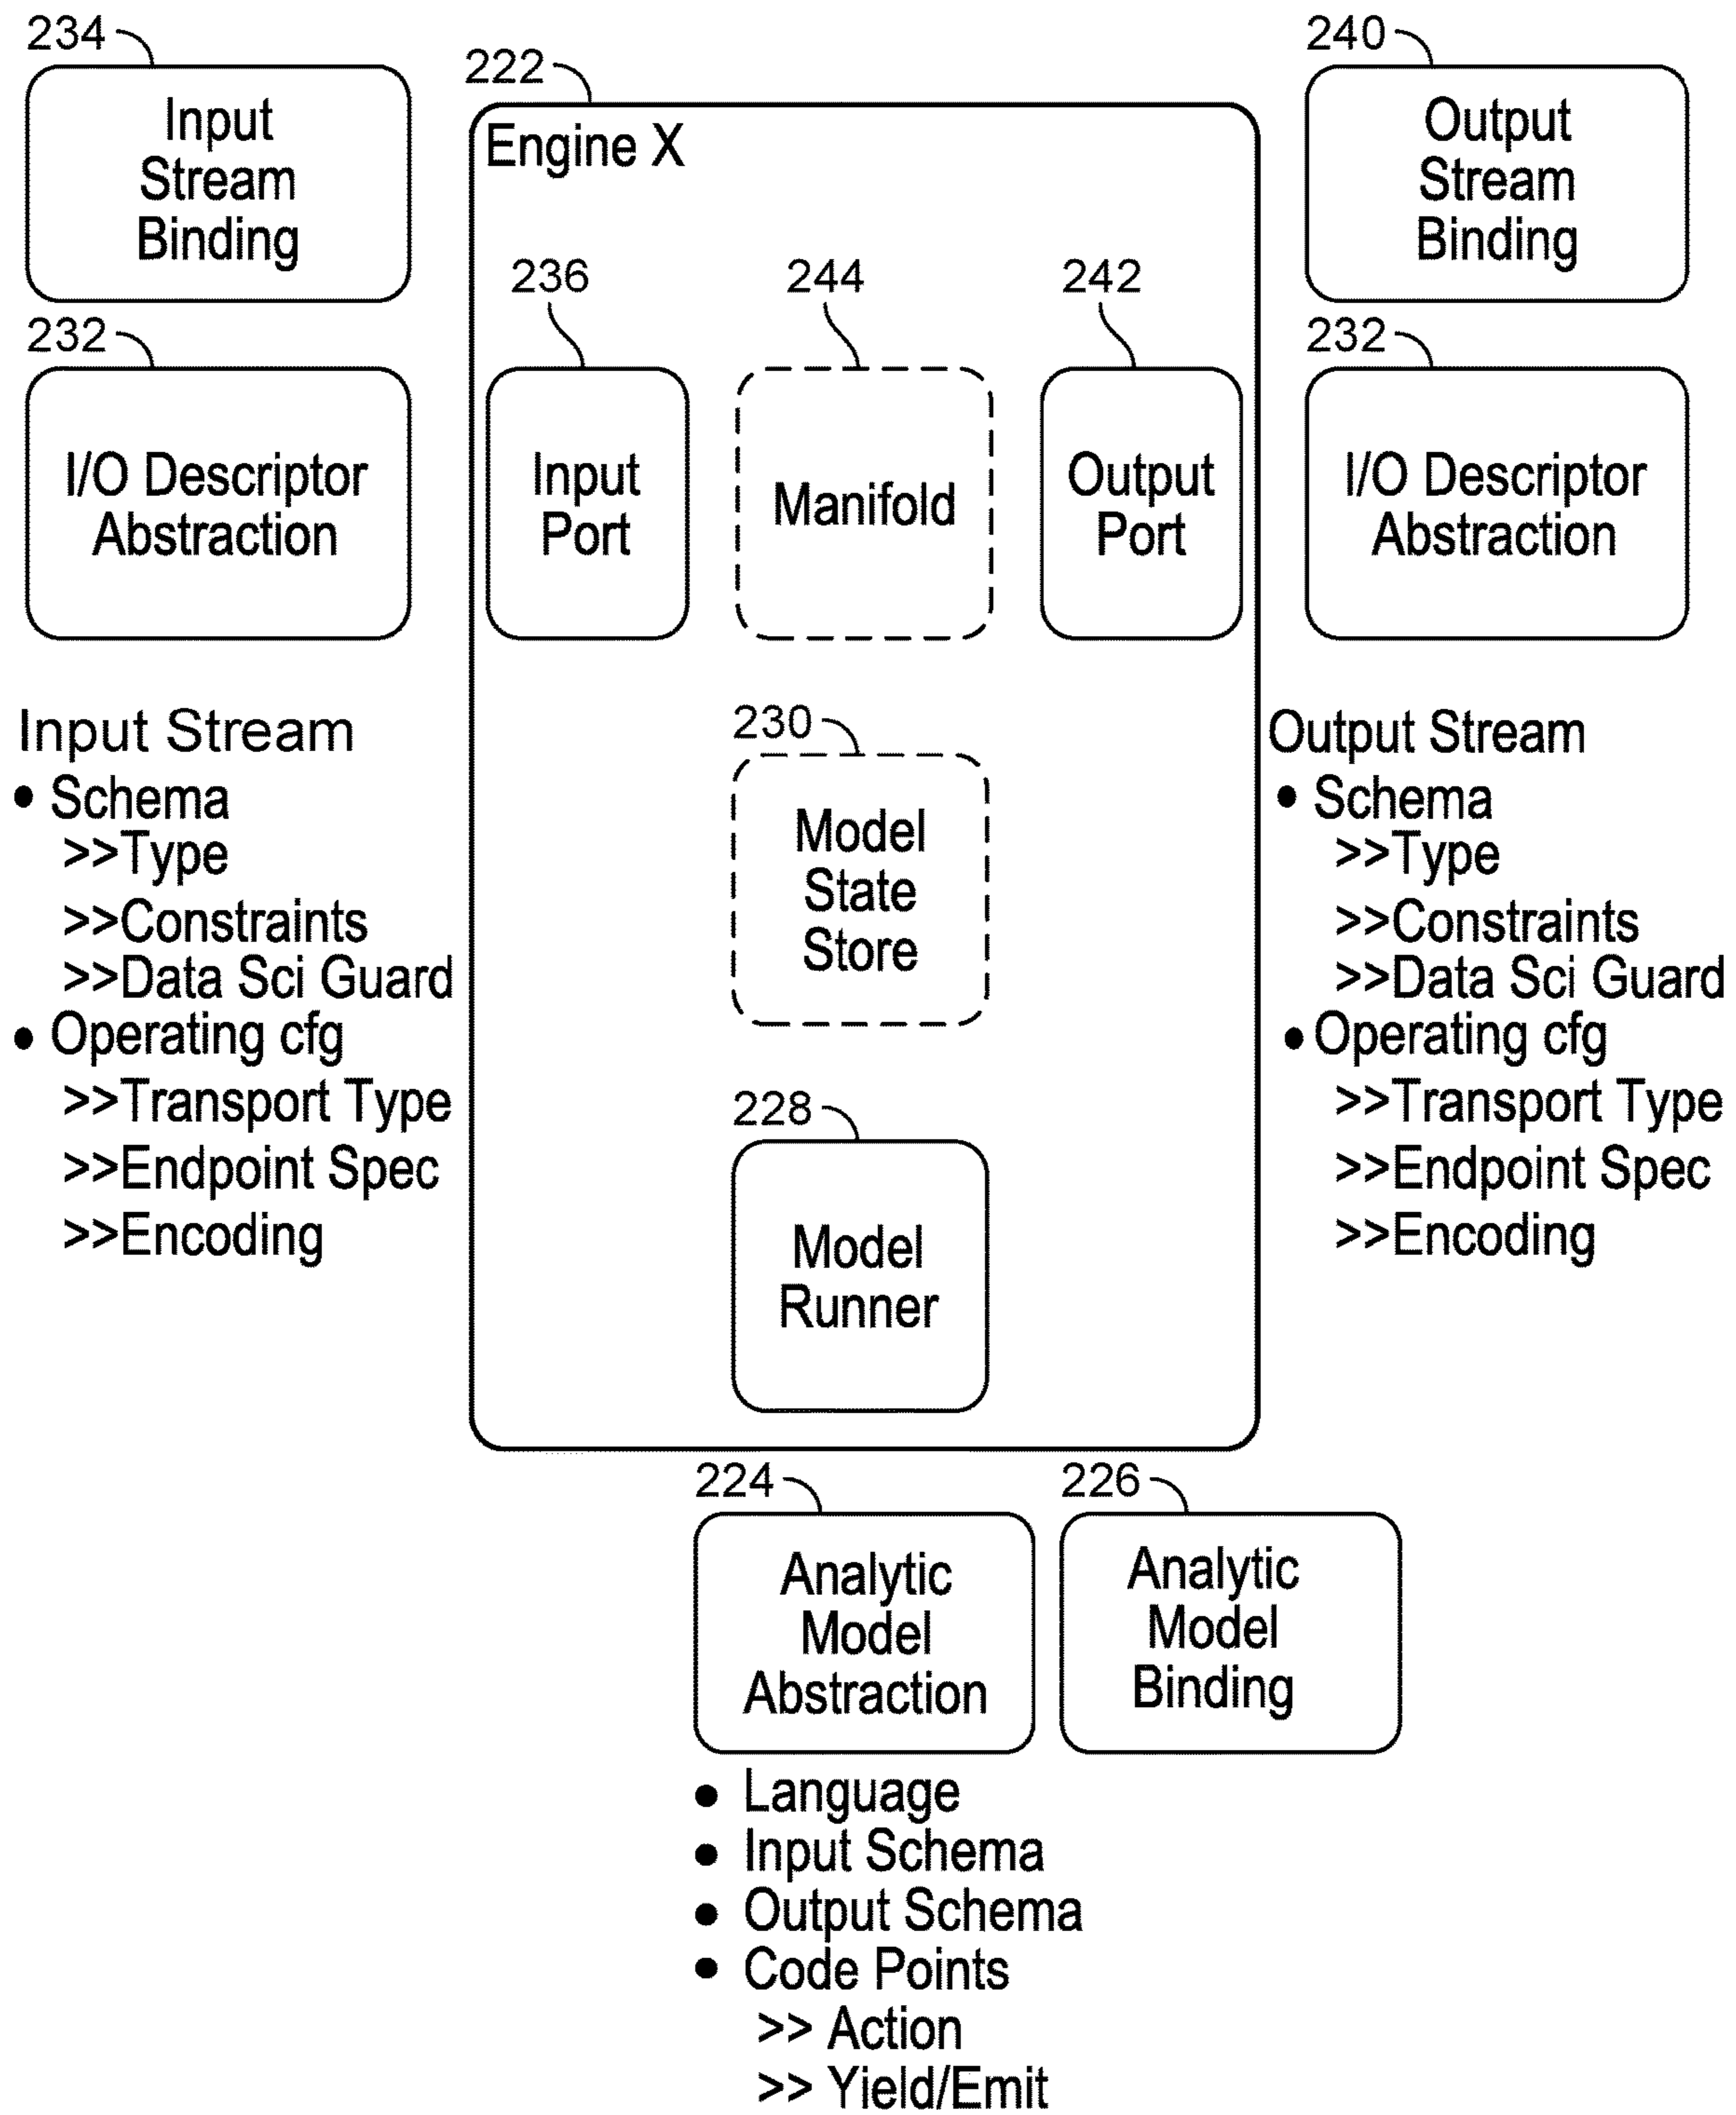 234
Input
Stream
Binding
232
I/O Descriptor
Abstraction
Input Stream
• Schema
>>Type
>>Constraints
>>Data Sci Guard
• Operating cfg
>>Transport Type
>>Endpoint Spec
>>Encoding
222
Engine X
236
Input
Port
244
Manifold
242
Output
Port
230
Model
State
Store
228
Model
Runner
240
Output
Stream
Binding
232
I/O Descriptor
Abstraction
Output Stream
• Schema
>>Type
>>Constraints
>>Data Sci Guard
• Operating cfg
>>Transport Type
>>Endpoint Spec
>>Encoding
224
Analytic
Model
Abstraction
226
Analytic
Model
Binding
• Language
• Input Schema
• Output Schema
• Code Points
>> Action
>> Yield/Emit